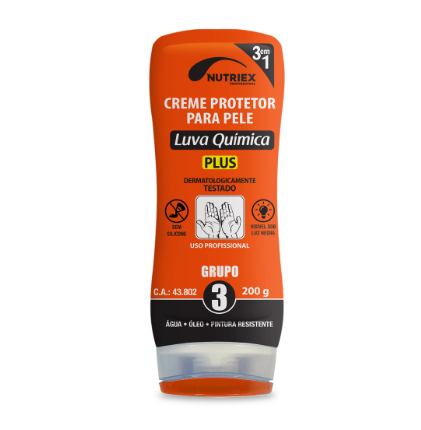 3 em 1
NUTRIEX
CREME PROTETOR
PARA PELE
Luva Química
PLUS
DERMATOLOGICAMENTE
TESTADO
SEM
SILICONE
USO PROFISSIONAL
GRUPO
3
C.A.: 43.802
200 g
ÁGUA • ÓLEO • PINTURA RESISTENTE